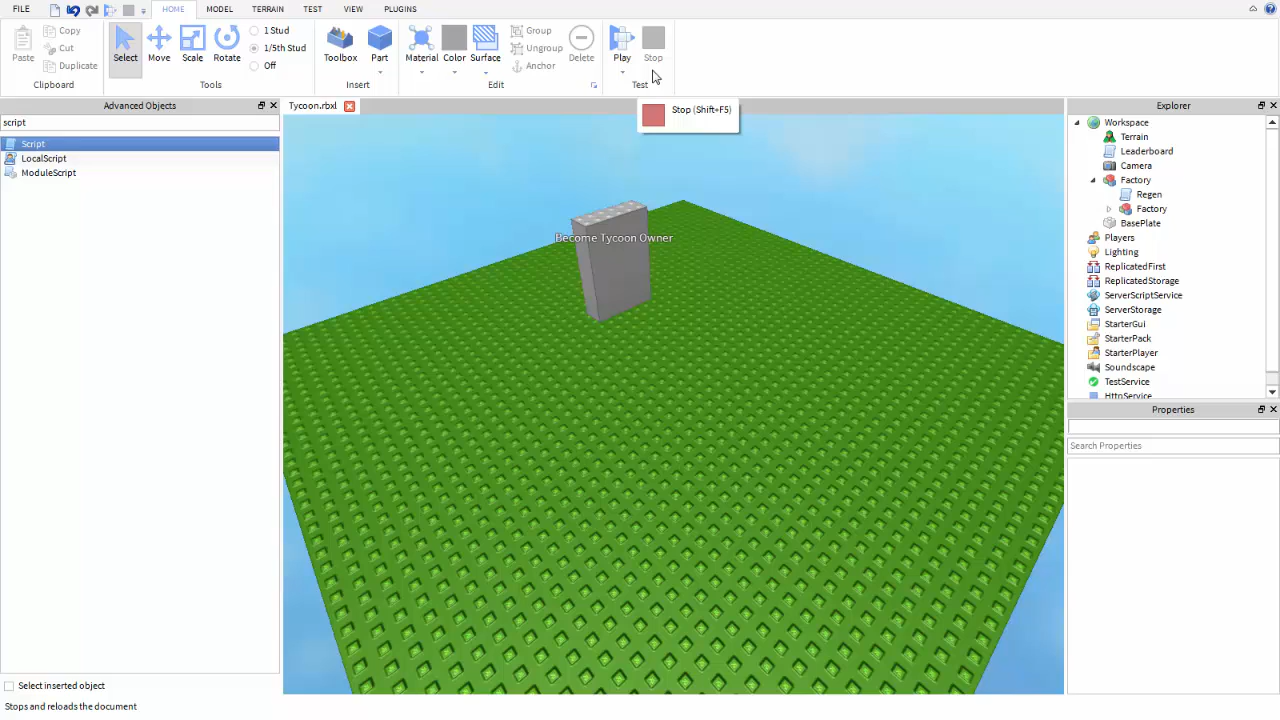 FILE
HOME
MODEL
TERRAIN
TEST
VIEW
PLUGINS
Paste
Copy
Cut
Duplicate
Clipboard
Select
Move
Scale
Rotate
1 Stud
1/5th Stud
Off
Tools
Toolbox
Part
Insert
Material
Color
Surface
Group
Ungroup
Anchor
Delete
Edit
Play
Stop
Test
Stop (Shift+F5)
Advanced Objects
script
Script
LocalScript
ModuleScript
Select inserted object
Stops and reloads the document
Tycoon.rbxl
Become Tycoon Owner
Explorer
Workspace
Terrain
Leaderboard
Camera
Factory
Regen
Factory
BasePlate
Players
Lighting
ReplicatedFirst
ReplicatedStorage
ServerScriptService
ServerStorage
StarterGui
StarterPack
StarterPlayer
Soundscape
TestService
HttpService
Properties
Search Properties